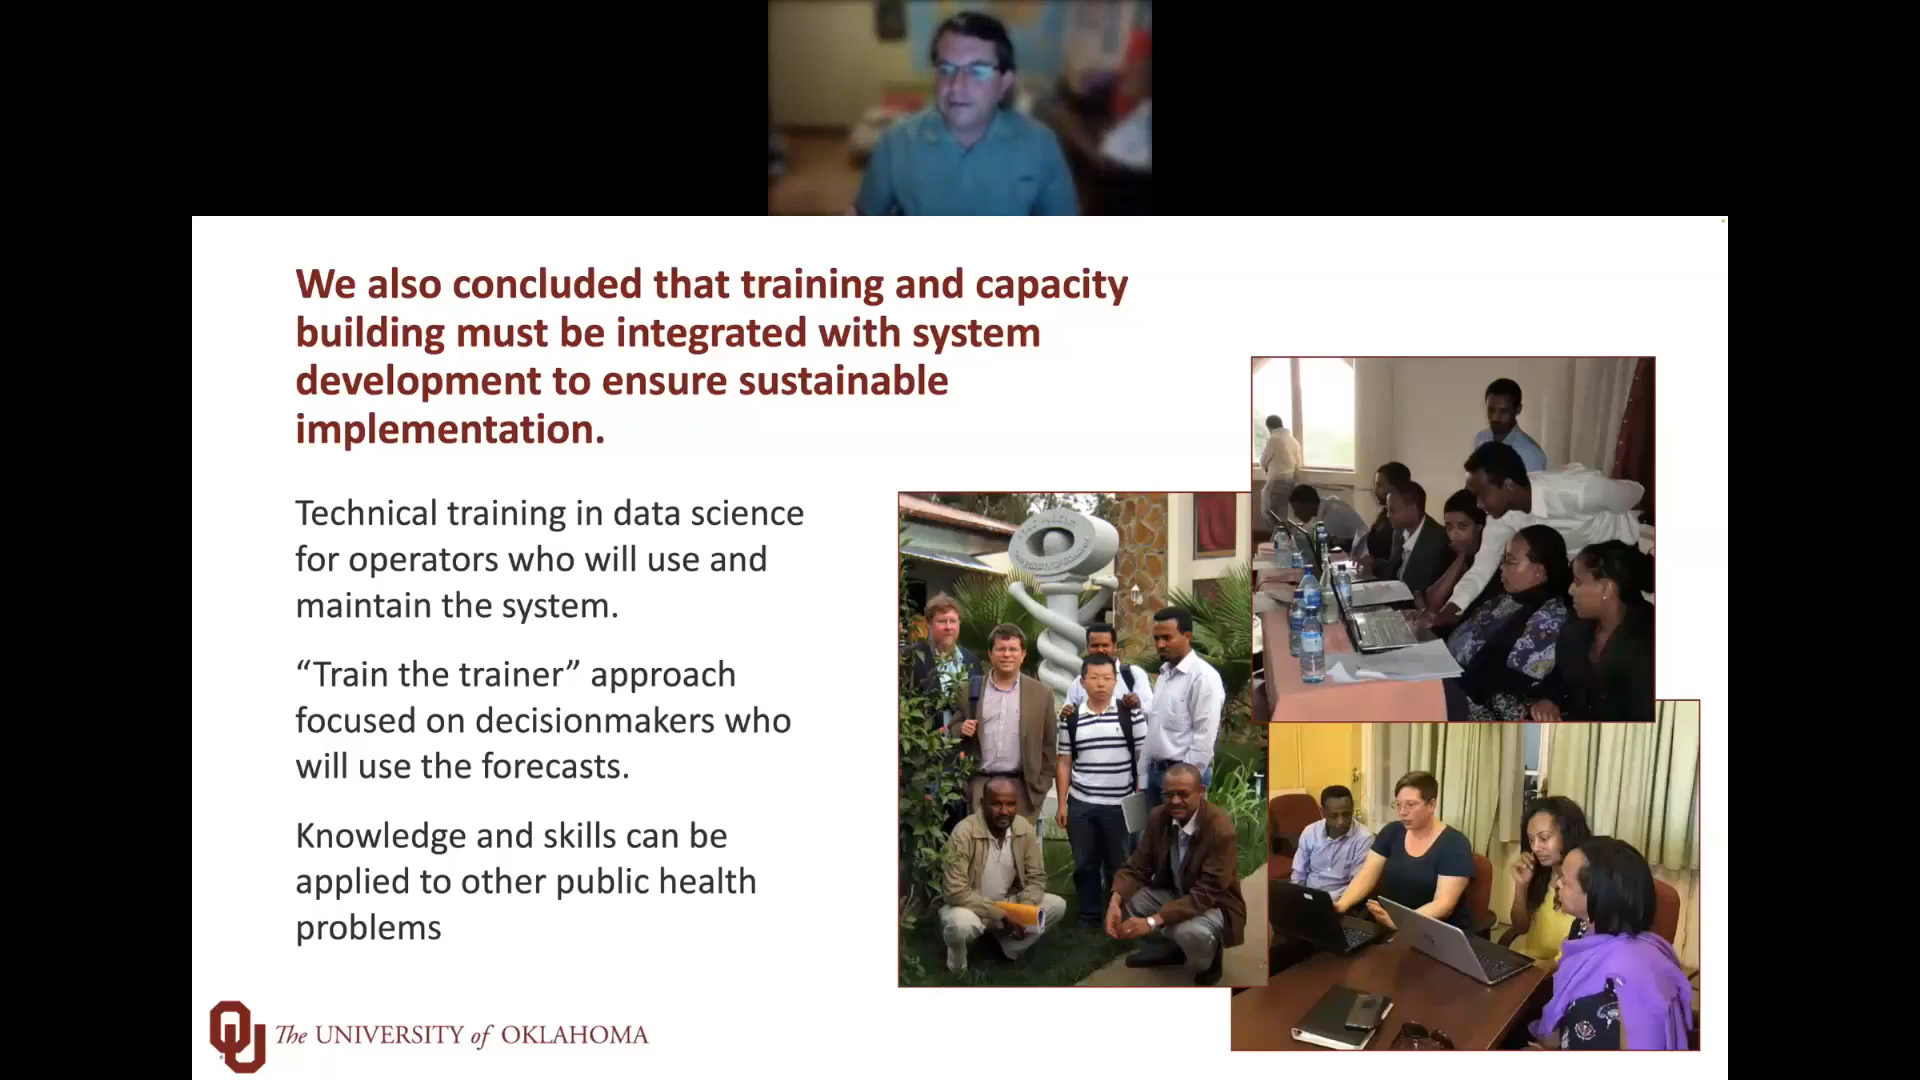 We also concluded that training and capacity
building must be integrated with system
development to ensure sustainable
implementation.
Technical training in data science
for operators who will use and
maintain the system.
“Train the trainer” approach
focused on decisionmakers who
will use the forecasts.
Knowledge and skills can be
applied to other public health
problems
The UNIVERSITY of OKLAHOMA